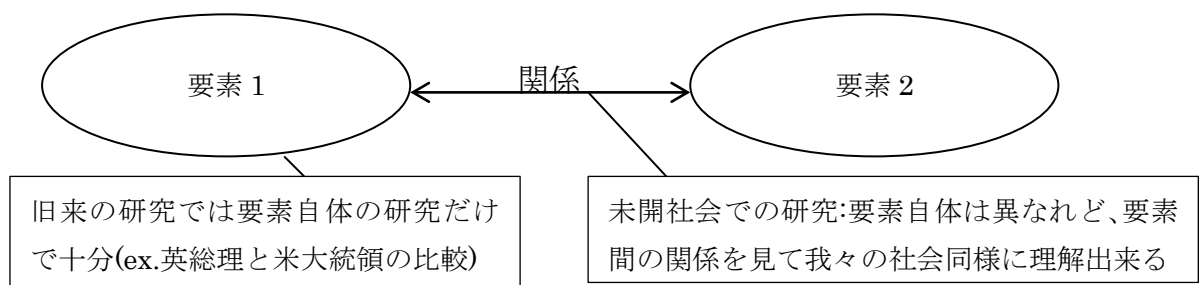 要素 1
関係
要素 2
旧来の研究では要素自体の研究だけ
で十分(ex.英総理と米大統領の比較)
未開社会での研究:要素自体は異なれど、要素
間の関係を見て我々の社会同様に理解出来る